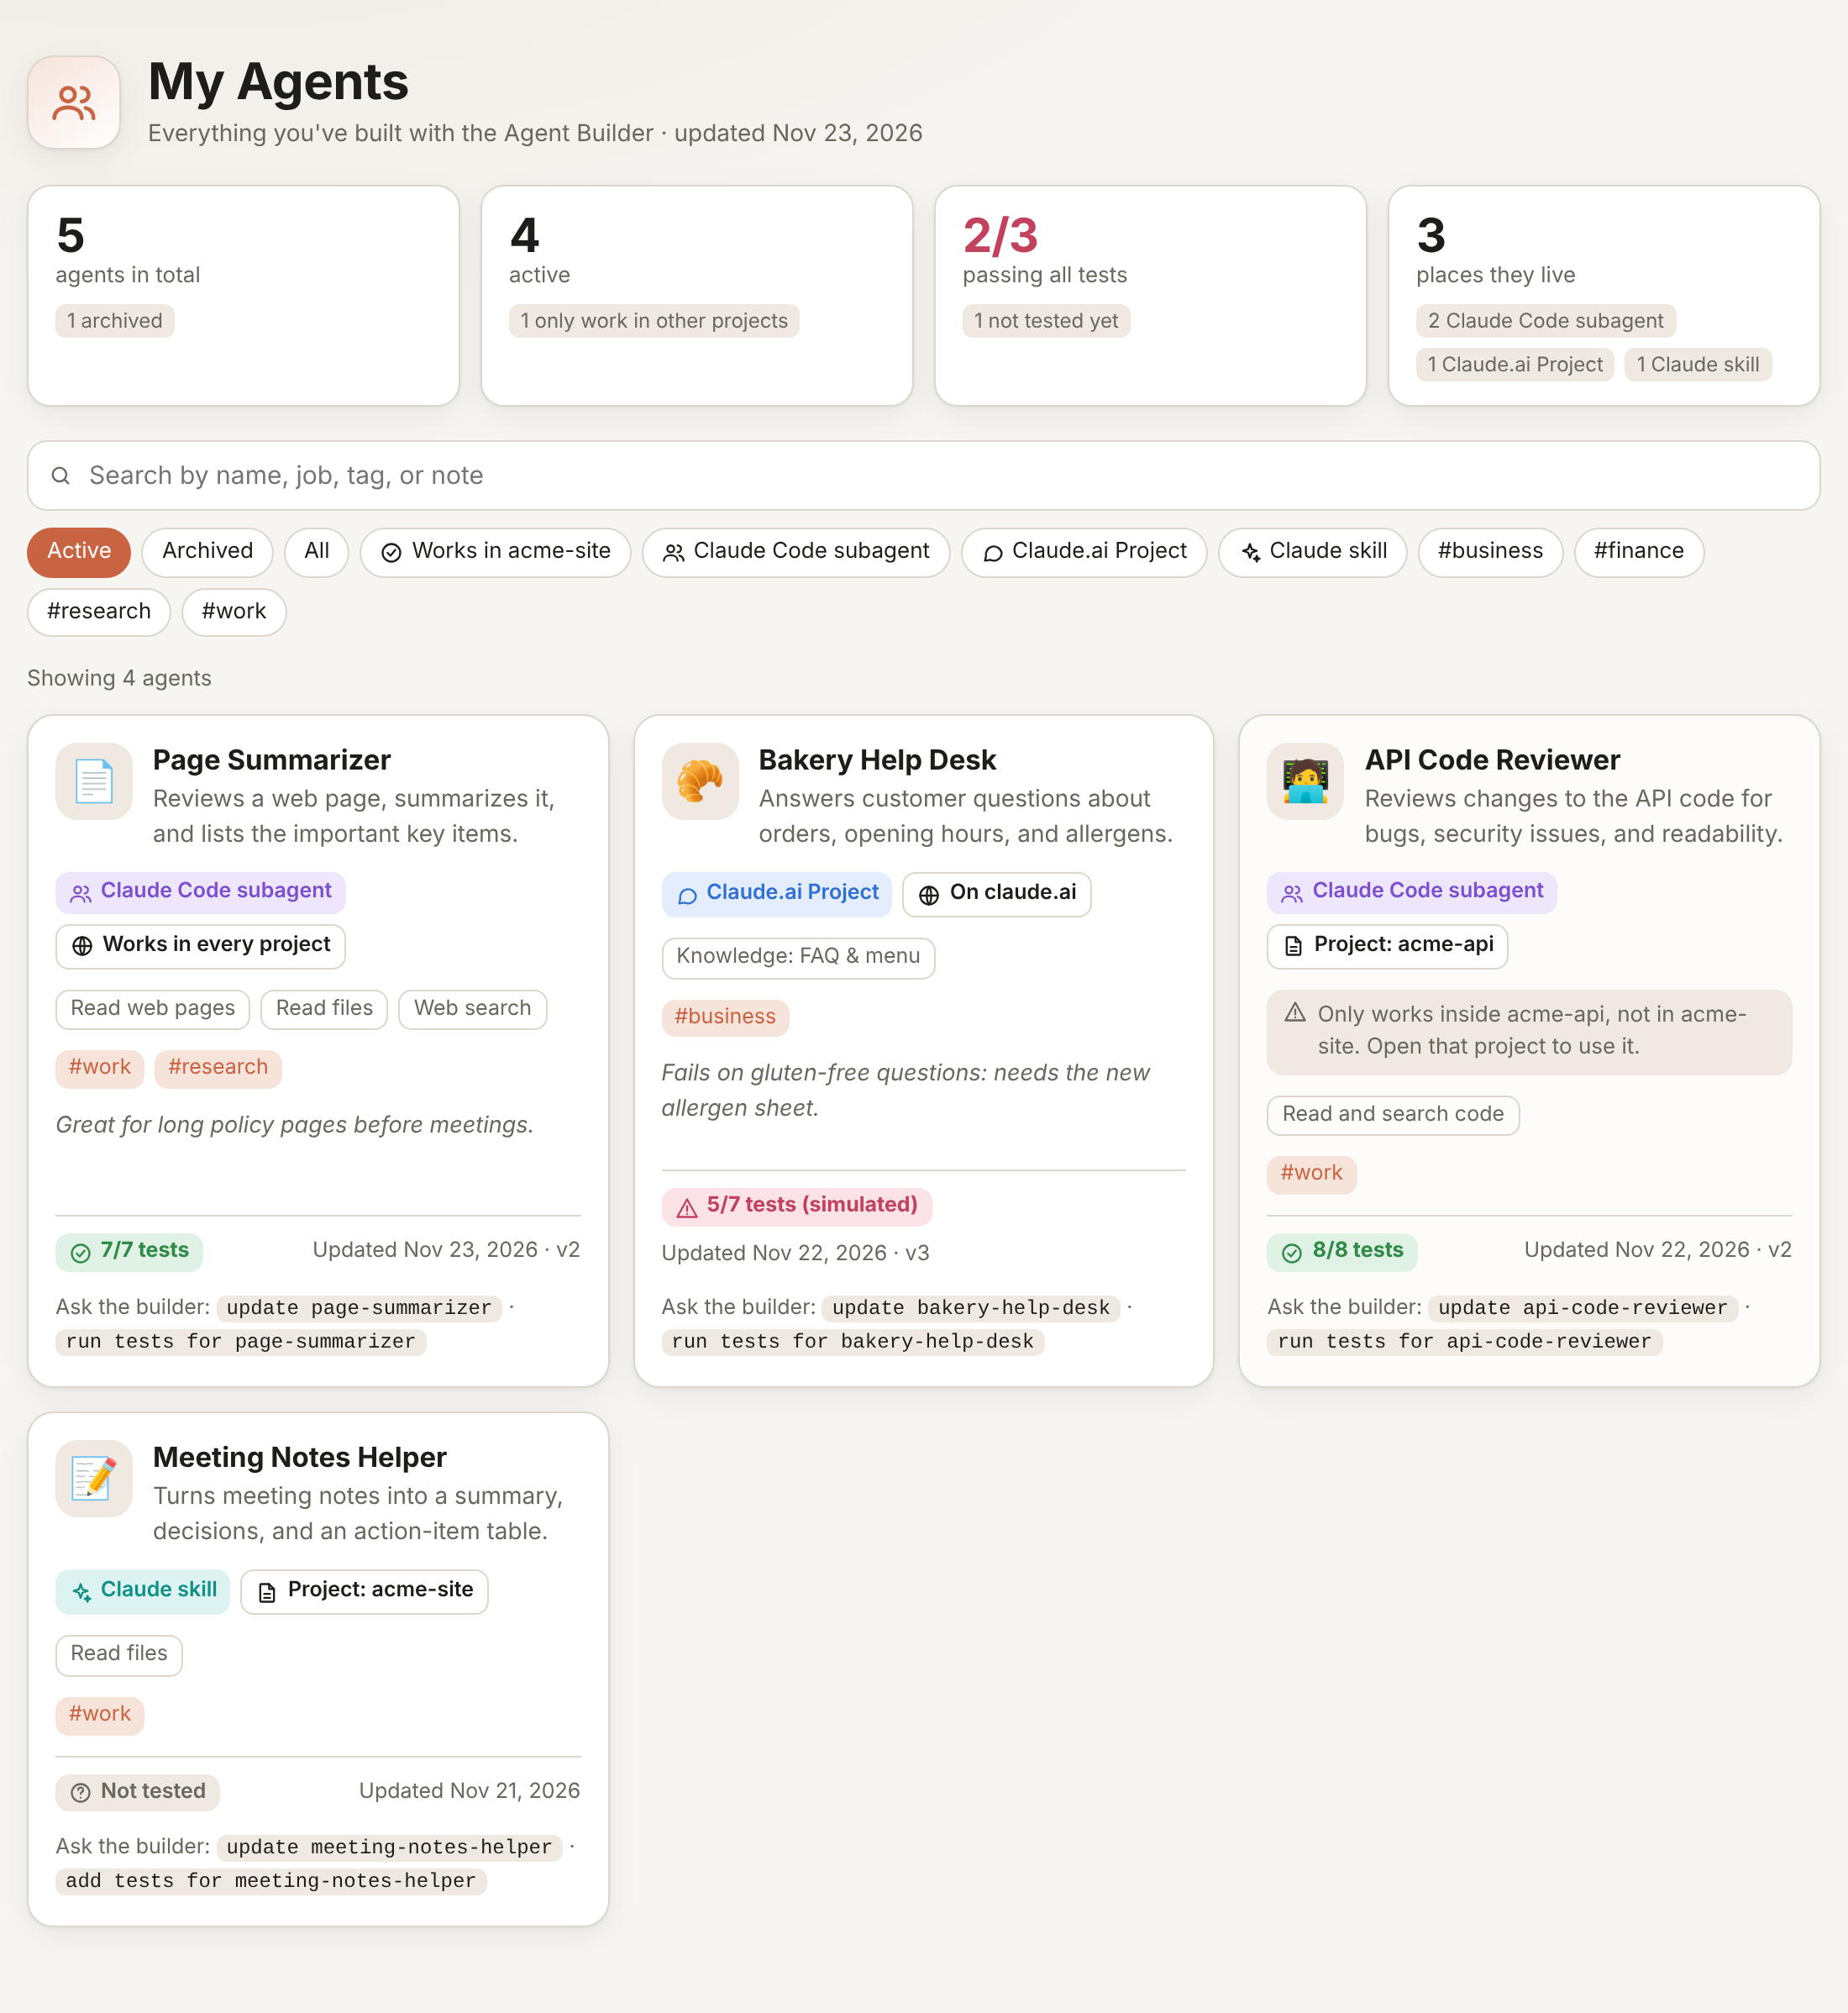 My Agents
Everything you've built with the Agent Builder · updated Nov 23, 2026
5
agents in total
1 archived
4
active
1 only work in other projects
2/3
passing all tests
1 not tested yet
3
places they live
2 Claude Code subagent
1 Claude.ai Project
1 Claude skill
Search by name, job, tag, or note
Active
Archived
All
Works in acme-site
Claude Code subagent
Claude.ai Project
Claude skill
#business
#finance
#research
#work
Showing 4 agents
Page Summarizer
Reviews a web page, summarizes it,
and lists the important key items.
Claude Code subagent
Works in every project
Read web pages
Read files
Web search
#work
#research
Great for long policy pages before meetings.
7/7 tests
Updated Nov 23, 2026 · v2
Ask the builder: update page-summarizer ·
run tests for page-summarizer
Bakery Help Desk
Answers customer questions about
orders, opening hours, and allergens.
Claude.ai Project
On claude.ai
Knowledge: FAQ & menu
#business
Fails on gluten-free questions: needs the new
allergen sheet.
5/7 tests (simulated)
Updated Nov 22, 2026 · v3
Ask the builder: update bakery-help-desk ·
run tests for bakery-help-desk
API Code Reviewer
Reviews changes to the API code for
bugs, security issues, and readability.
Claude Code subagent
Project: acme-api
Only works inside acme-api, not in acme-
site. Open that project to use it.
Read and search code
#work
8/8 tests
Updated Nov 22, 2026 · v2
Ask the builder: update api-code-reviewer ·
run tests for api-code-reviewer
Meeting Notes Helper
Turns meeting notes into a summary,
decisions, and an action-item table.
Claude skill
Project: acme-site
Read files
#work
Not tested
Updated Nov 21, 2026
Ask the builder: update meeting-notes-helper ·
add tests for meeting-notes-helper